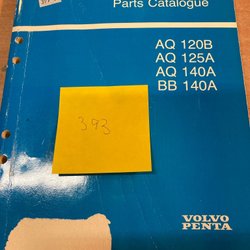 Parts Catalogue
AQ 120B
AQ 125A
AQ 140A
BB 140A
393
VOLVO
PENTA